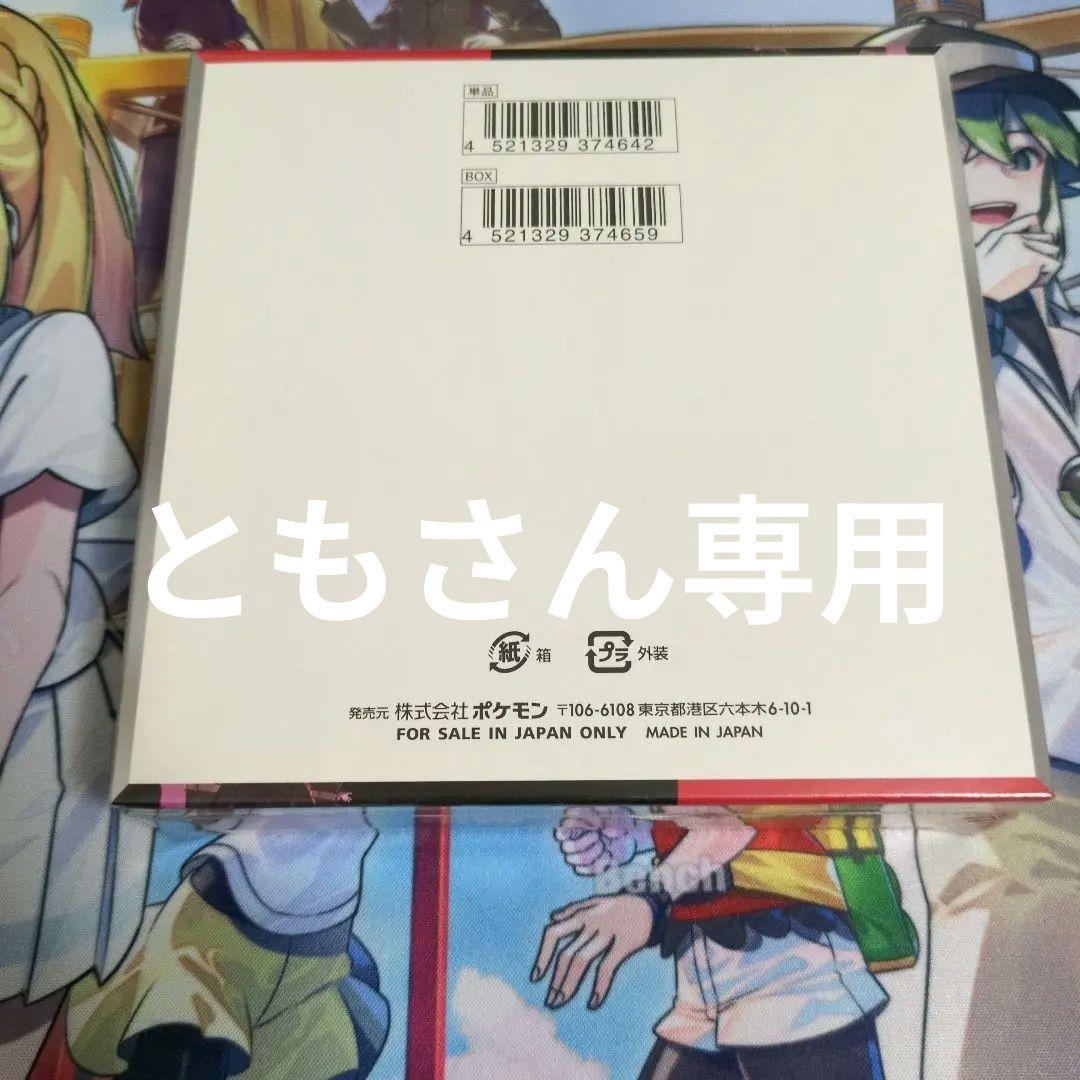 単品
4 521329 374642
BOX
4 521329 374659
ともさん専用
紙 箱 プラ 外装
発売元 株式会社ポケモン 〒106-6108 東京都港区六本木6-10-1
FOR SALE IN JAPAN ONLY MADE IN JAPAN
Bench